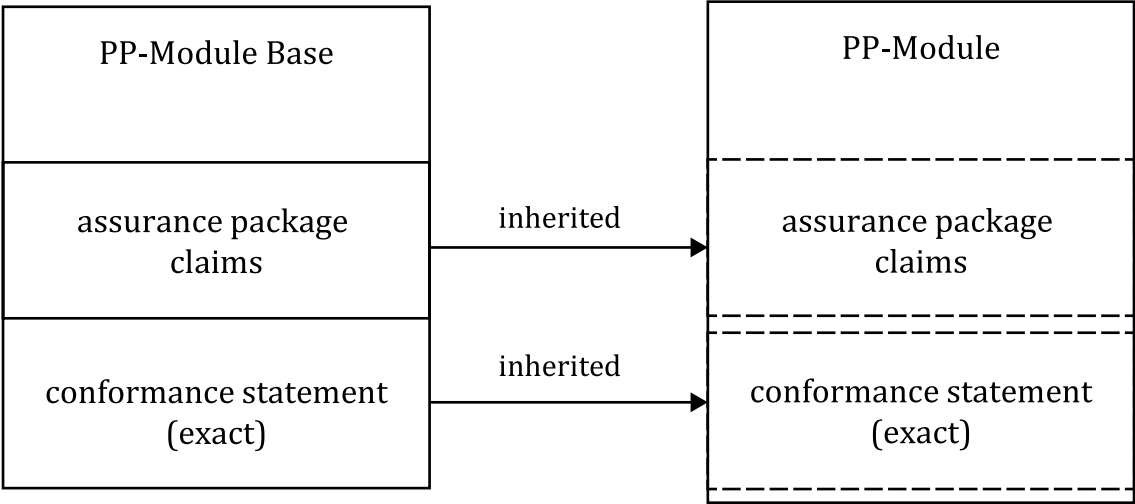 PP-Module Base
assurance package
claims
conformance statement
(exact)
inherited
inherited
PP-Module
assurance package
claims
conformance statement
(exact)